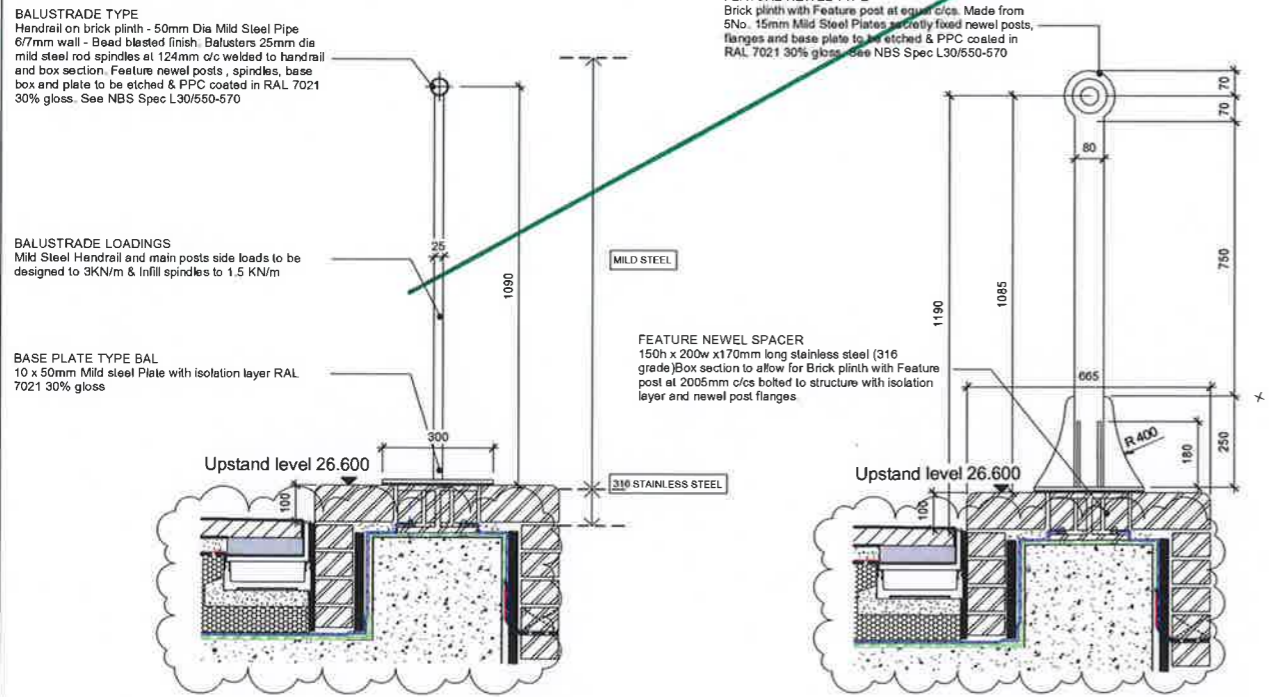 BALUSTRADE TYPE
Handrail on brick plinth - 50mm Dia Mild Steel Pipe
6/7mm wall - Bead blasted finish. Balusters 25mm dia
mild steel rod spindles at 124mm c/c welded to handrail
and box section. Feature newel posts , spindles, base
box and plate to be etched & PPC coated in RAL 7021
30% gloss. See NBS Spec L30/550-570
BALUSTRADE LOADINGS
Mild Steel Handrail and main posts side loads to be
designed to 3KN/m & Infill spindles to 1.5 KN/m
BASE PLATE TYPE BAL
10 x 50mm Mild steel Plate with isolation layer RAL
7021 30% gloss
25
1090
300
Upstand level 26.600
100
MILD STEEL
316 STAINLESS STEEL
Brick plinth with Feature post at equal c/cs. Made from
5No. 15mm Mild Steel Plates secretly fixed newel posts,
flanges and base plate to be etched & PPC coated in
RAL 7021 30% gloss. See NBS Spec L30/550-570
FEATURE NEWEL SPACER
150h x 200w x170mm long stainless steel (316
grade)Box section to allow for Brick plinth with Feature
post at 2005mm c/cs bolted to structure with isolation
layer and newel post flanges
70
70
80
750
1190
1085
665
R 400
180
250
Upstand level 26.600
100